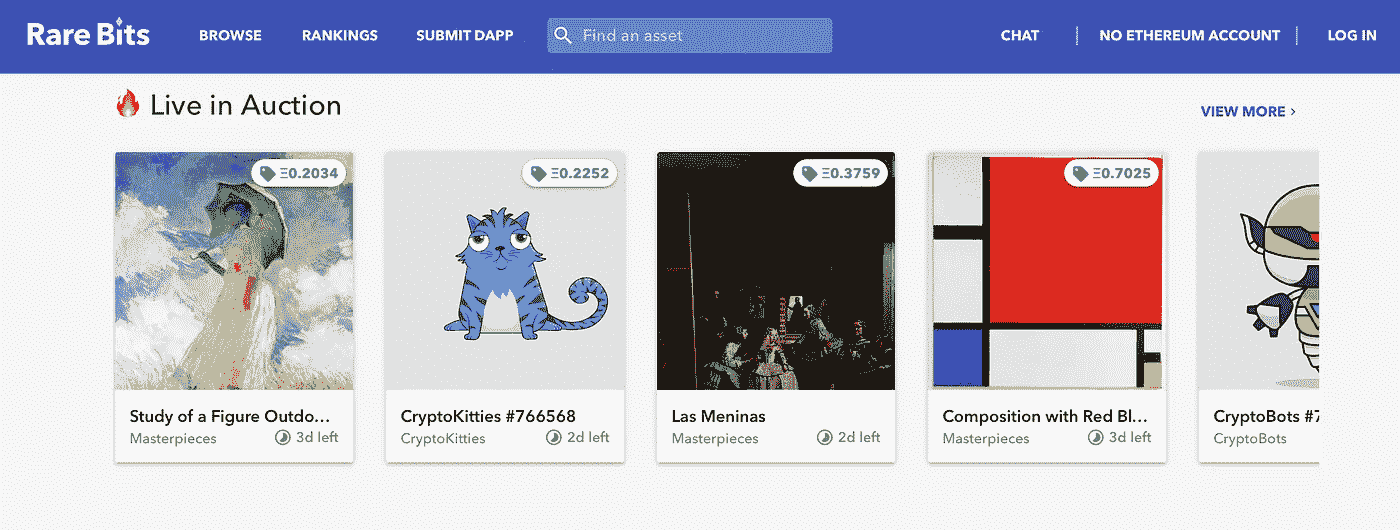 Rare Bits
BROWSE
RANKINGS
SUBMIT DAPP
Find an asset
CHAT
NO ETHEREUM ACCOUNT
LOG IN
Live in Auction
VIEW MORE >
Ξ0.2034
Ξ0.2252
Ξ0.3759
Ξ0.7025
Study of a Figure Outdo...
Masterpieces
3d left
CryptoKitties #766568
CryptoKitties
2d left
Las Meninas
Masterpieces
2d left
Composition with Red Bl...
Masterpieces
3d left
CryptoBots #7
CryptoBots